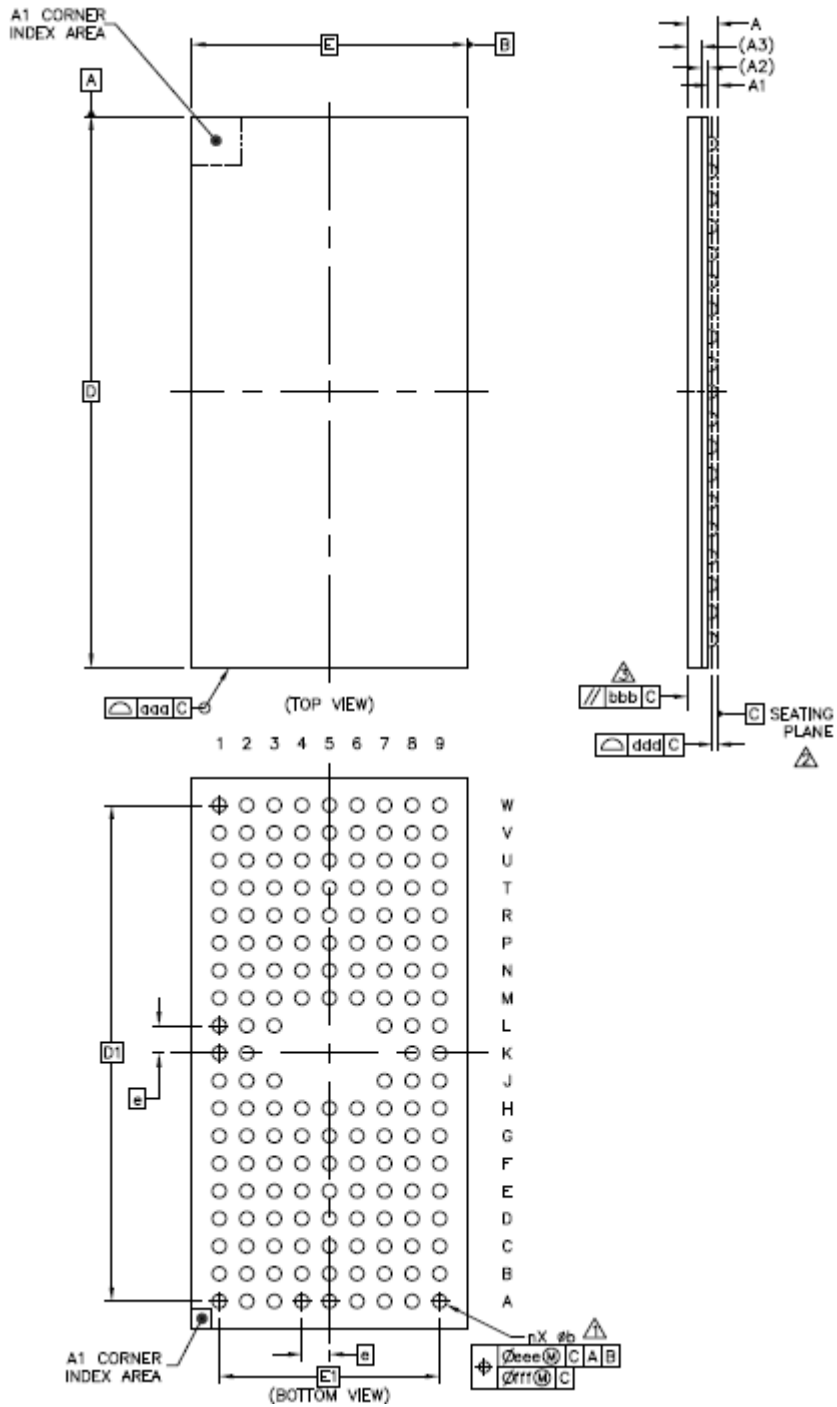 A1 CORNER
INDEX AREA
E
B
A
D
A
(A3)
(A2)
A1
(TOP VIEW)
⌓ aaa C
3
// bbb C
C SEATING
PLANE
2
⌓ ddd C
1 2 3 4 5 6 7 8 9
W
V
U
T
R
P
N
M
L
K
J
H
G
F
E
D
C
B
A
D1
e
e
E1
nX øb 1
⌖ Øeee Ⓜ C A B
Øfff Ⓜ C
A1 CORNER
INDEX AREA
(BOTTOM VIEW)